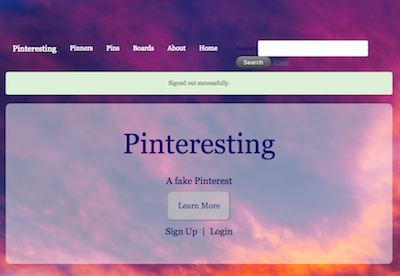 Pinteresting Pinners Pins Boards About Home Search
Search Clear
Signed out successfully.
Pinteresting
A fake Pinterest
Learn More
Sign Up | Login